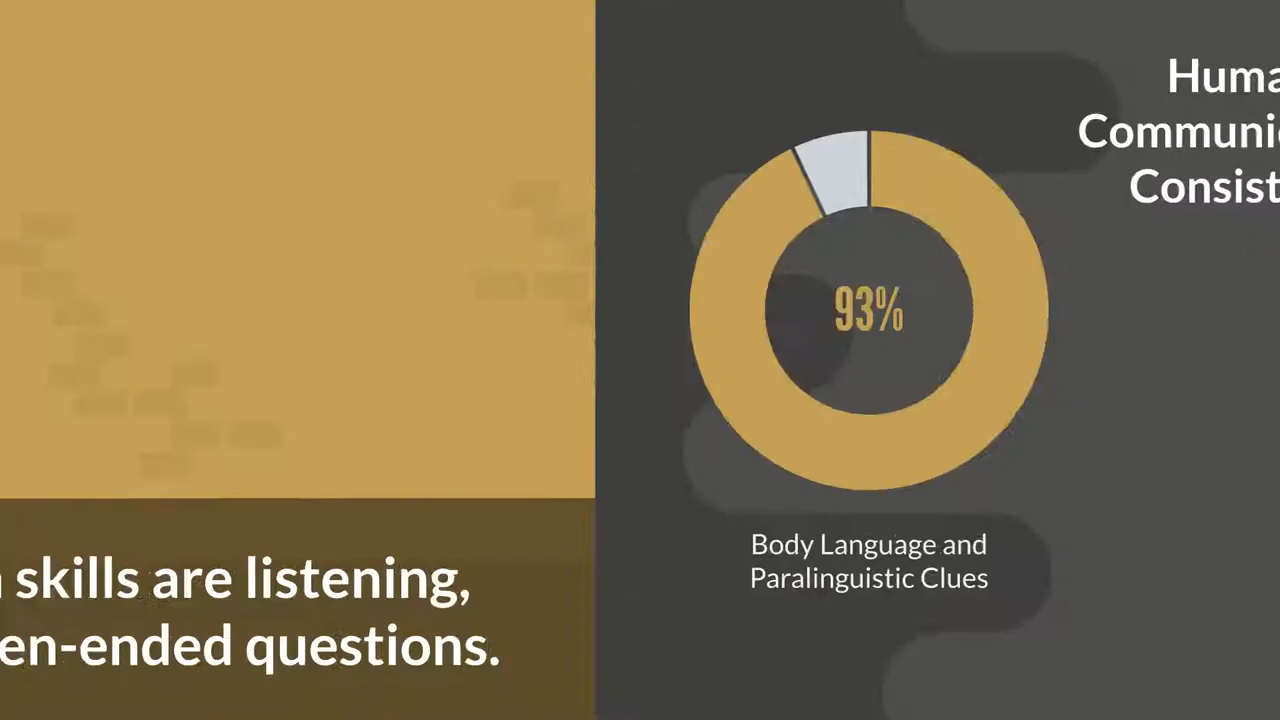 skills are listening,
en-ended questions.
93%
Body Language and
Paralinguistic Clues
Huma
Communic
Consist